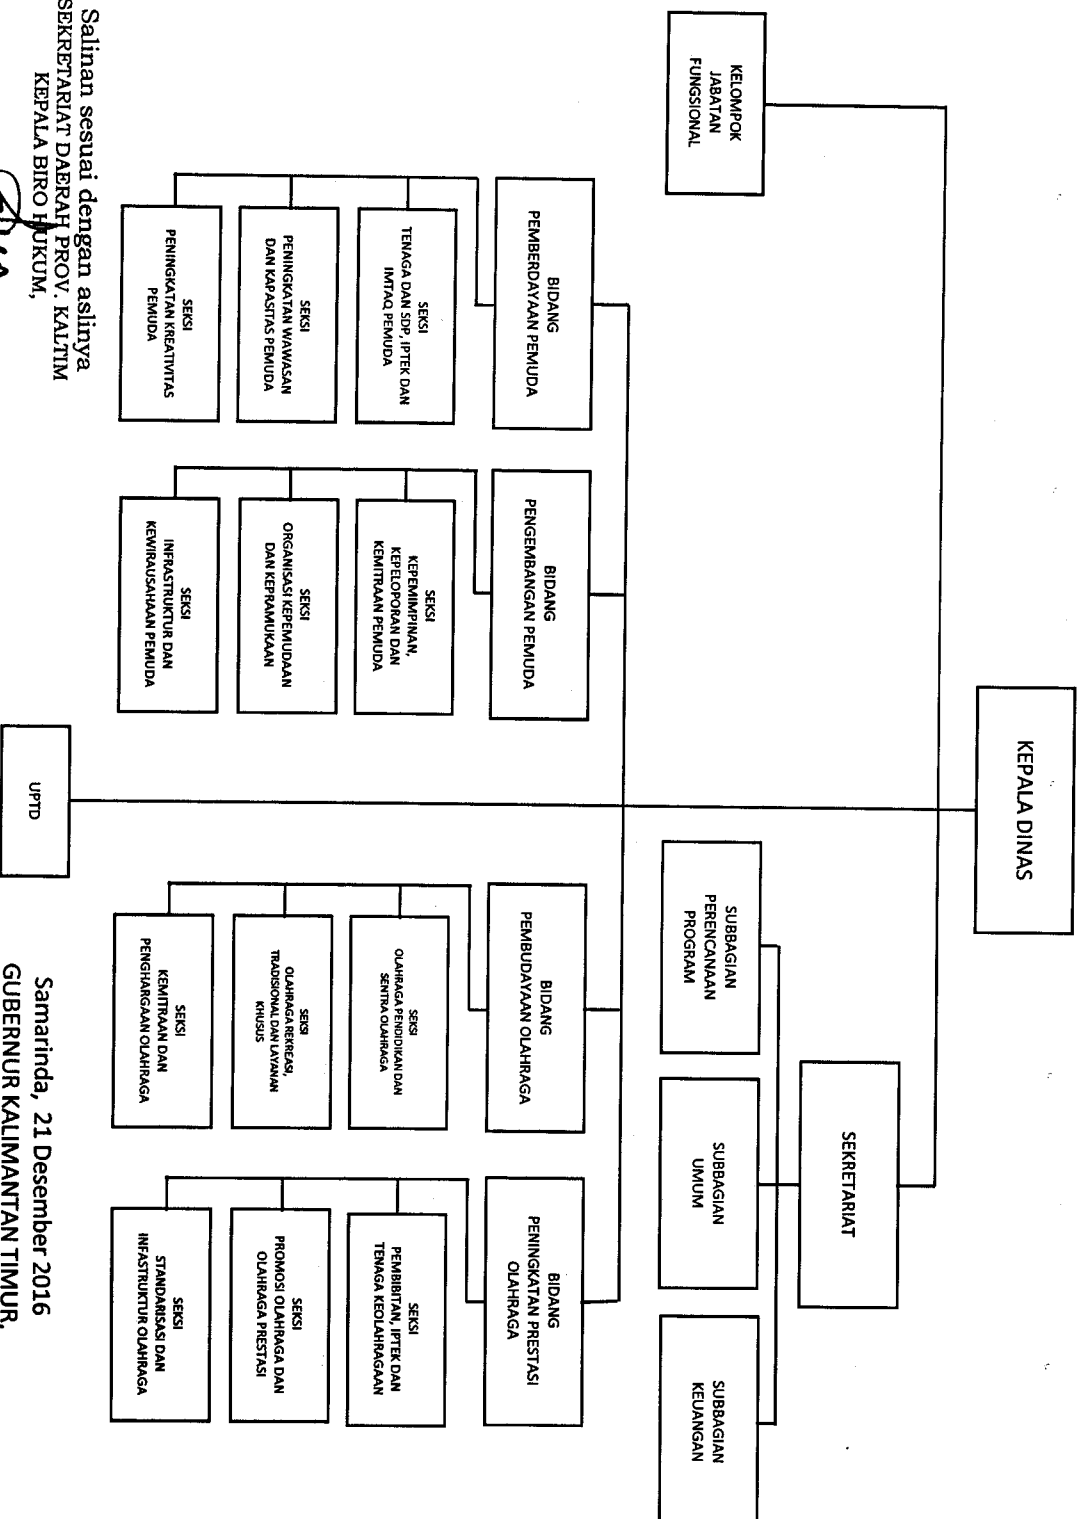 KEPALA DINAS
KELOMPOK
JABATAN
FUNGSIONAL
SEKRETARIAT
SUBBAGIAN
PERENCANAAN
PROGRAM
SUBBAGIAN
UMUM
SUBBAGIAN
KEUANGAN
BIDANG
PEMBERDAYAAN PEMUDA
SEKSI
TENAGA DAN SDP, IPTEK DAN
IMTAQ PEMUDA
SEKSI
PENINGKATAN WAWASAN
DAN KAPASITAS PEMUDA
SEKSI
PENINGKATAN KREATIVITAS
PEMUDA
BIDANG
PENGEMBANGAN PEMUDA
SEKSI
KEPEMIMPINAN,
KEPELOPORAN DAN
KEMITRAAN PEMUDA
SEKSI
ORGANISASI KEPEMUDAAN
DAN KEPRAMUKAAN
SEKSI
INFRASTRUKTUR DAN
KEWIRAUSAHAAN PEMUDA
BIDANG
PEMBUDAYAAN OLAHRAGA
SEKSI
OLAHRAGA PENDIDIKAN DAN
SENTRA OLAHRAGA
SEKSI
OLAHRAGA REKREASI,
TRADISIONAL DAN LAYANAN
KHUSUS
SEKSI
KEMITRAAN DAN
PENGHARGAAN OLAHRAGA
BIDANG
PENINGKATAN PRESTASI
OLAHRAGA
SEKSI
PEMBIBITAN, IPTEK DAN
TENAGA KEOLAHRAGAAN
SEKSI
PROMOSI OLAHRAGA DAN
OLAHRAGA PRESTASI
SEKSI
STANDARISASI DAN
INFASTRUKTUR OLAHRAGA
UPTD
Salinan sesuai dengan aslinya
SEKRETARIAT DAERAH PROV. KALTIM
KEPALA BIRO HUKUM,
Samarinda, 21 Desember 2016
GUBERNUR KALIMANTAN TIMUR,